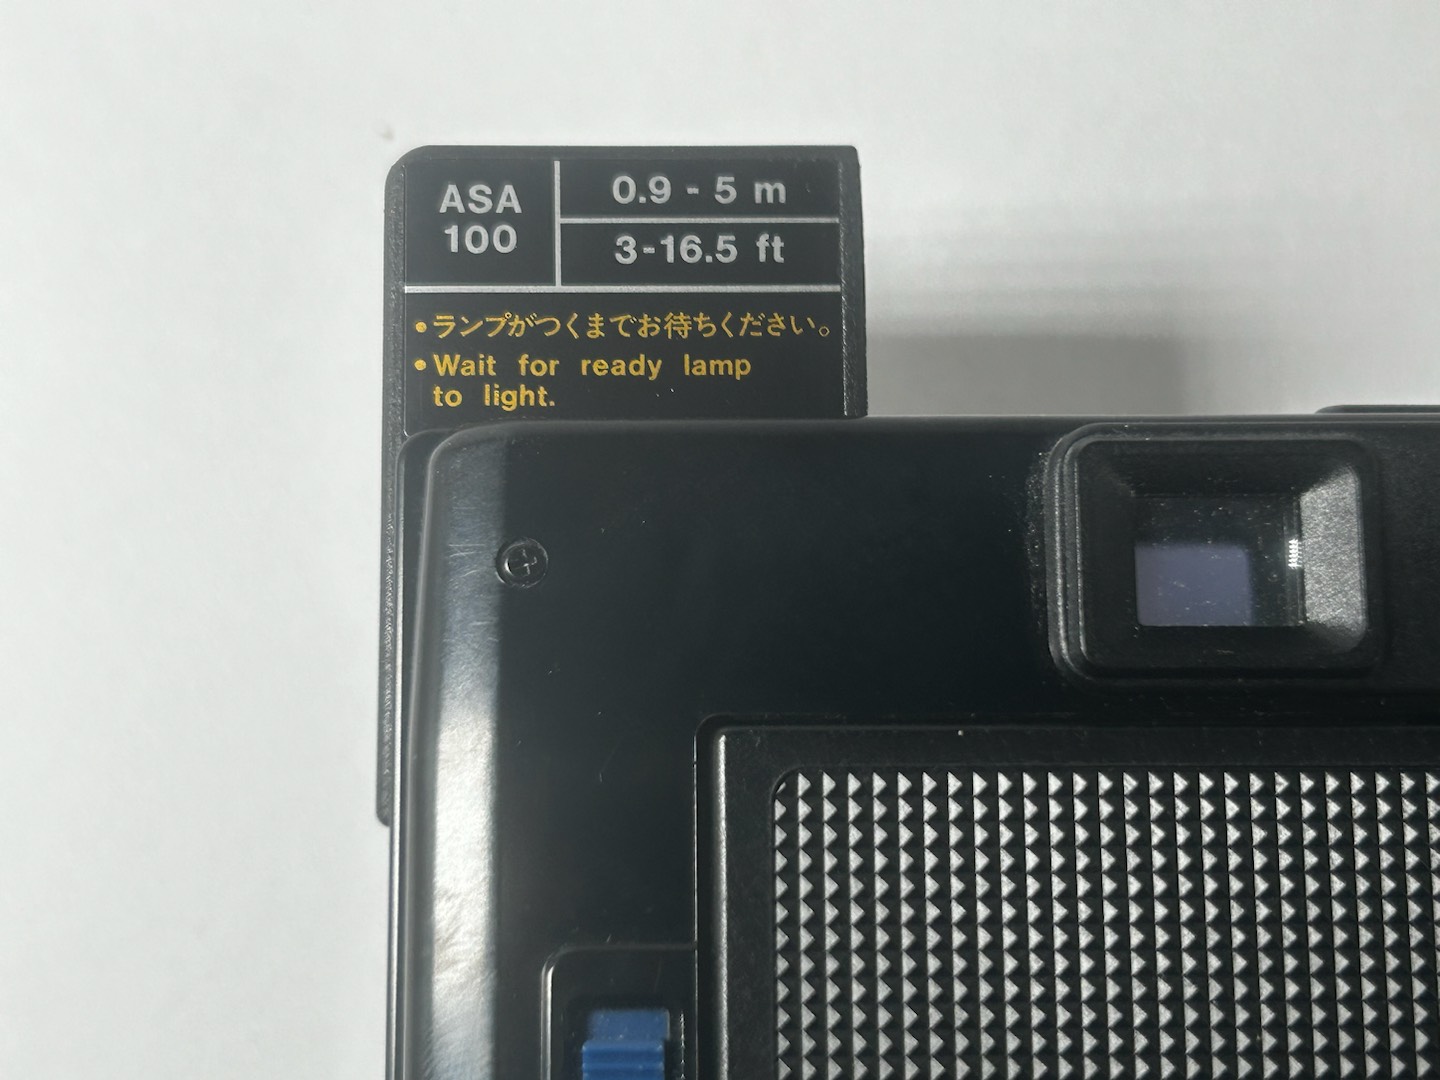 ASA
100
0.9 - 5 m
3-16.5 ft
•ランプがつくまでお待ちください。
•Wait for ready lamp
to light.